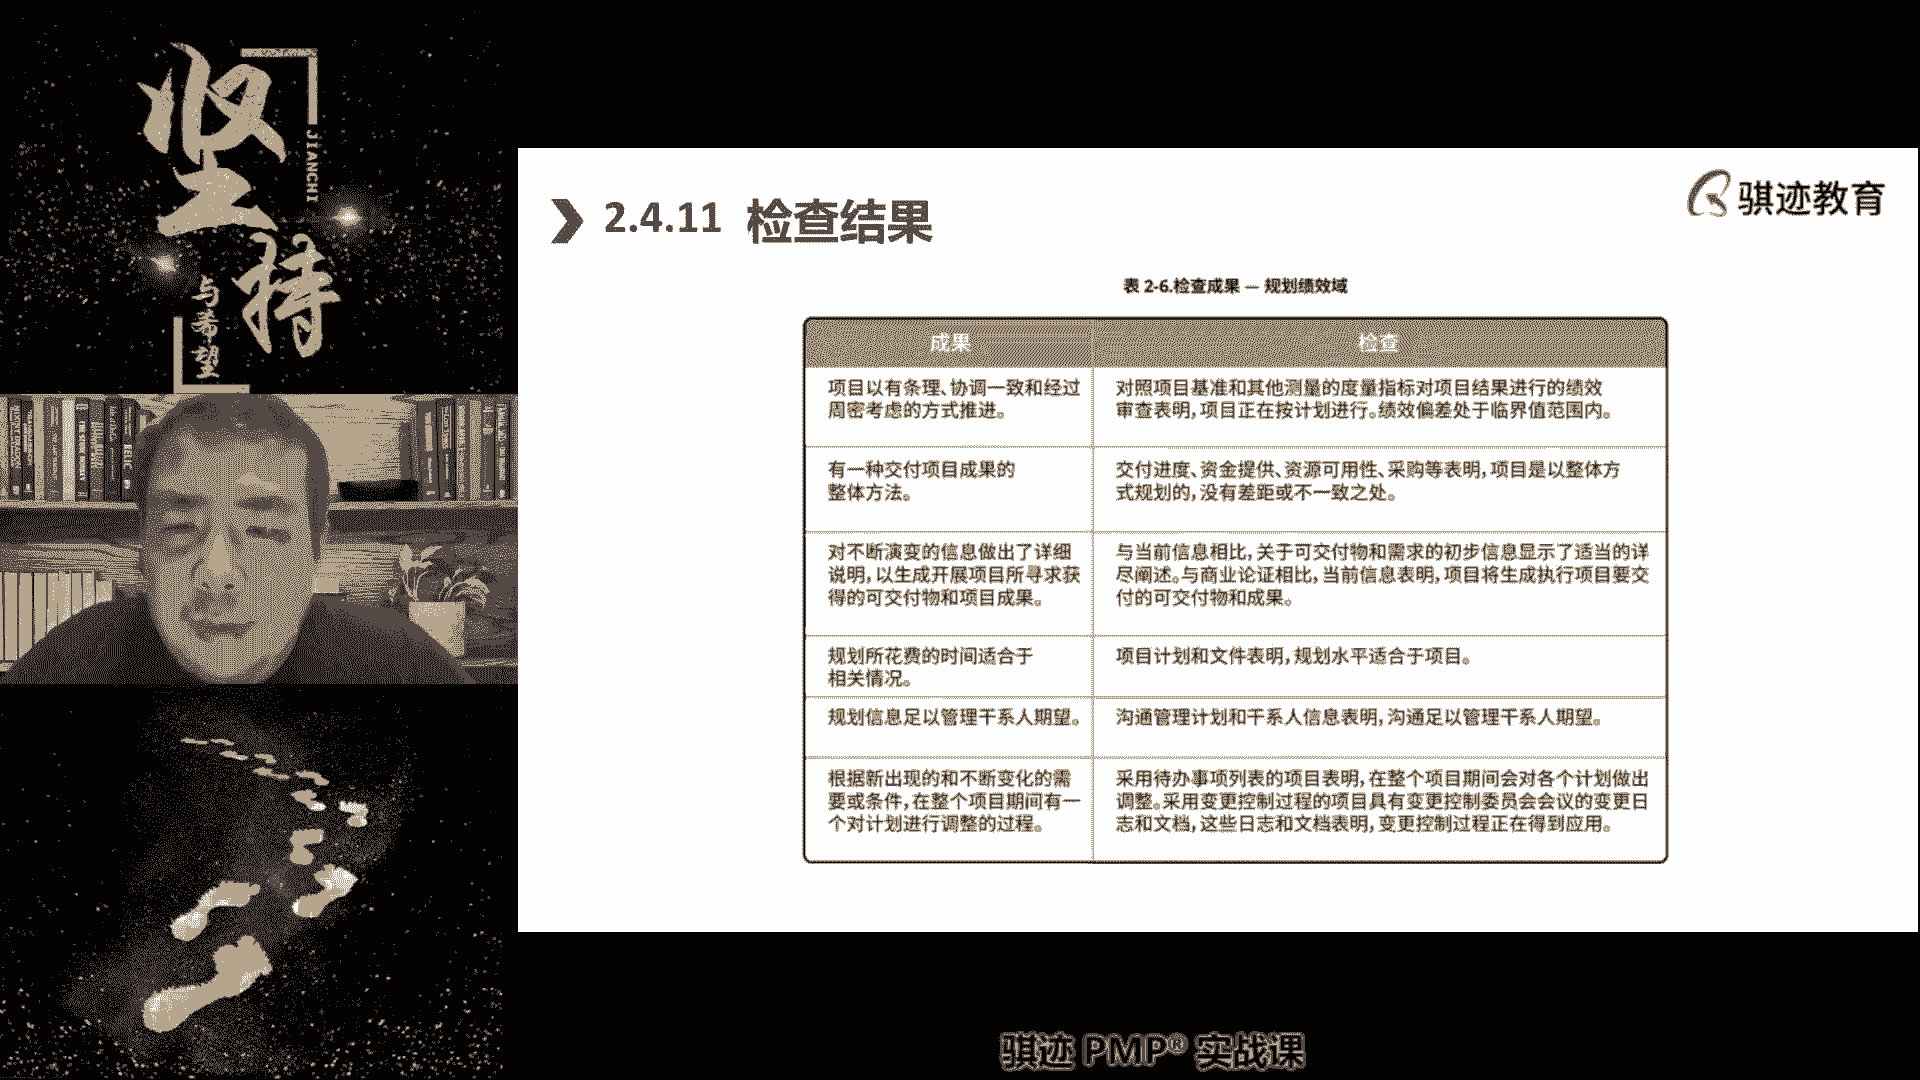 坚持
JIANCHI
与希望
2.4.11 检查结果
骐迹教育
表 2-6.检查成果 — 规划绩效域
成果
检查
项目以有条理、协调一致和经过
周密考虑的方式推进。
对照项目基准和其他测量的度量指标对项目结果进行的绩效
审查表明,项目正在按计划进行。绩效偏差处于临界值范围内。
有一种交付项目成果的
整体方法。
交付进度、资金提供、资源可用性、采购等表明,项目是以整体方
式规划的,没有差距或不一致之处。
对不断演变的信息做出了详细
说明,以生成开展项目所寻求获
得的可交付物和项目成果。
与当前信息相比,关于可交付物和需求的初步信息显示了适当的详
尽阐述。与商业论证相比,当前信息表明,项目将生成执行项目要交
付的可交付物和成果。
规划所花费的时间适合于
相关情况。
项目计划和文件表明,规划水平适合于项目。
规划信息足以管理干系人期望。
沟通管理计划和干系人信息表明,沟通足以管理干系人期望。
根据新出现的和不断变化的需
要或条件,在整个项目期间有一
个对计划进行调整的过程。
采用待办事项列表的项目表明,在整个项目期间会对各个计划做出
调整。采用变更控制过程的项目具有变更控制委员会会议的变更日
志和文档,这些日志和文档表明,变更控制过程正在得到应用。
骐迹 PMP® 实战课